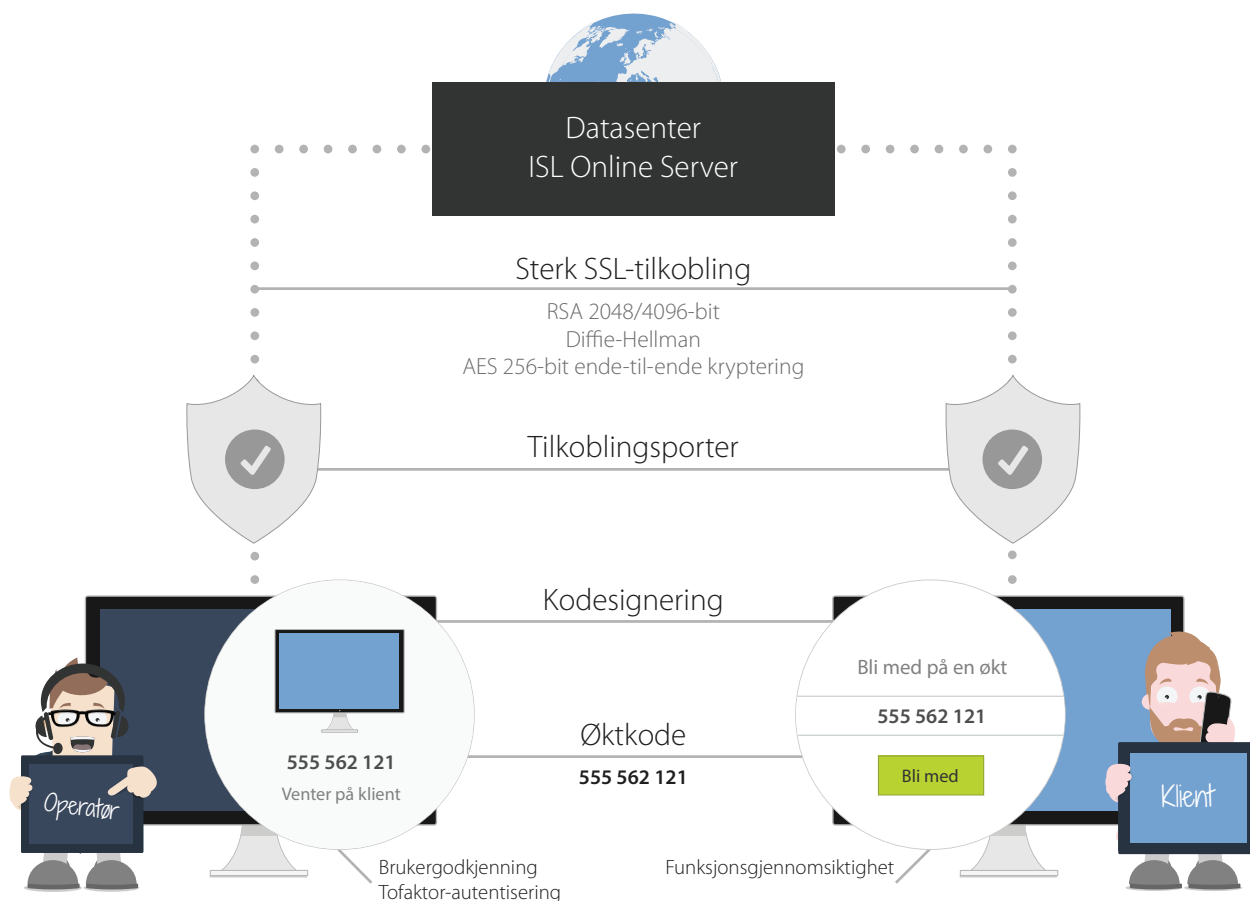 Datasenter
ISL Online Server
Sterk SSL-tilkobling
RSA 2048/4096-bit
Diffie-Hellman
AES 256-bit ende-til-ende kryptering
Tilkoblingsporter
Kodesignering
Bli med på en økt
555 562 121
Øktkode
555 562 121
555 562 121
Venter på klient
Bli med
Operatør
Klient
Brukergodkjenning
Tofaktor-autentisering
Funksjonsgjennomsiktighet